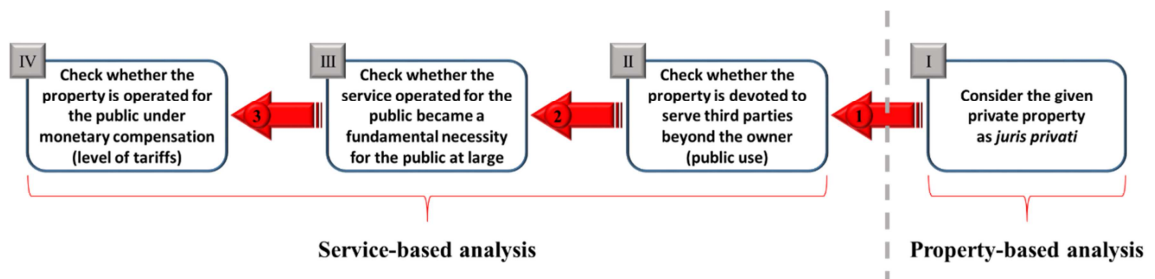 IV
Check whether the
property is operated for
the public under
monetary compensation
(level of tariffs)
3
III
Check whether the
service operated for the
public became a
fundamental necessity
for the public at large
2
II
Check whether the
property is devoted to
serve third parties
beyond the owner
(public use)
1
I
Consider the given
private property
as juris privati
Service-based analysis
Property-based analysis